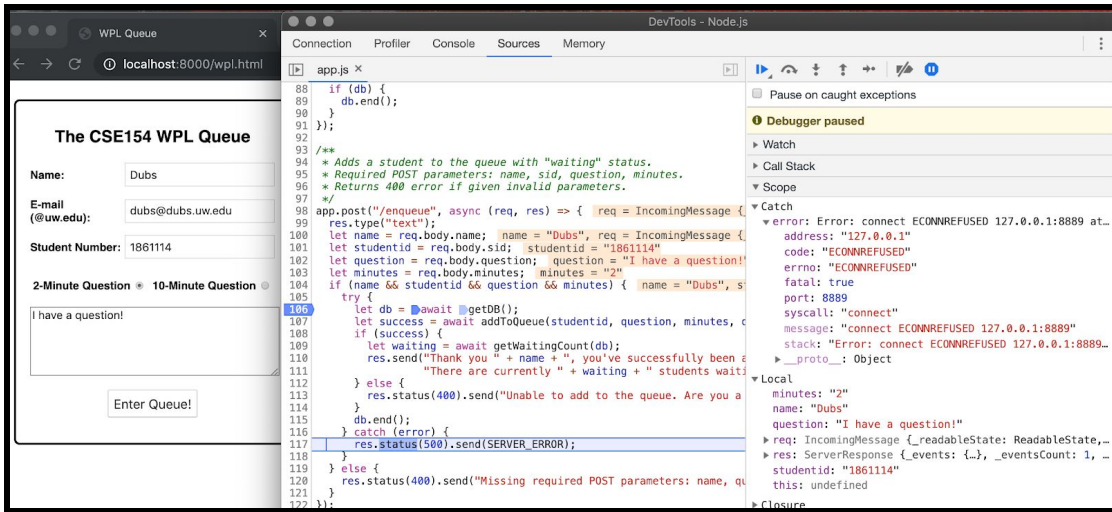 WPL Queue ×
localhost:8000/wpl.html
The CSE154 WPL Queue
Name:
Dubs
E-mail
(@uw.edu):
dubs@dubs.uw.edu
Student Number:
1861114
2-Minute Question 10-Minute Question
I have a question!
Enter Queue!
DevTools - Node.js
Connection Profiler Console Sources Memory
app.js ×
88 if (db) {
89 db.end();
90 }
91 });
92
93 /**
94 * Adds a student to the queue with "waiting" status.
95 * Required POST parameters: name, sid, question, minutes.
96 * Returns 400 error if given invalid parameters.
97 */
98 app.post("/enqueue", async (req, res) => { req = IncomingMessage {
99 res.type("text");
100 let name = req.body.name; name = "Dubs", req = IncomingMessage {
101 let studentid = req.body.sid; studentid = "1861114"
102 let question = req.body.question; question = "I have a question!"
103 let minutes = req.body.minutes; minutes = "2"
104 if (name && studentid && question && minutes) { name = "Dubs", s
105 try {
106 let db = await getDB();
107 let success = await addToQueue(studentid, question, minutes,
108 if (success) {
109 let waiting = await getWaitingCount(db);
110 res.send("Thank you " + name + ", you've successfully been a
111 "There are currently " + waiting + " students waiti
112 } else {
113 res.status(400).send("Unable to add to the queue. Are you a
114 }
115 db.end();
116 } catch (error) {
117 res.status(500).send(SERVER_ERROR);
118 }
119 } else {
120 res.status(400).send("Missing required POST parameters: name, qu
121 }
122 });
Pause on caught exceptions
Debugger paused
Watch
Call Stack
Scope
Catch
error: Error: connect ECONNREFUSED 127.0.0.1:8889 at…
address: "127.0.0.1"
code: "ECONNREFUSED"
errno: "ECONNREFUSED"
fatal: true
port: 8889
syscall: "connect"
message: "connect ECONNREFUSED 127.0.0.1:8889"
stack: "Error: connect ECONNREFUSED 127.0.0.1:8889…
__proto__: Object
Local
minutes: "2"
name: "Dubs"
question: "I have a question!"
req: IncomingMessage {_readableState: ReadableState,…
res: ServerResponse {_events: {…}, _eventsCount: 1, …
studentid: "1861114"
this: undefined
Closure